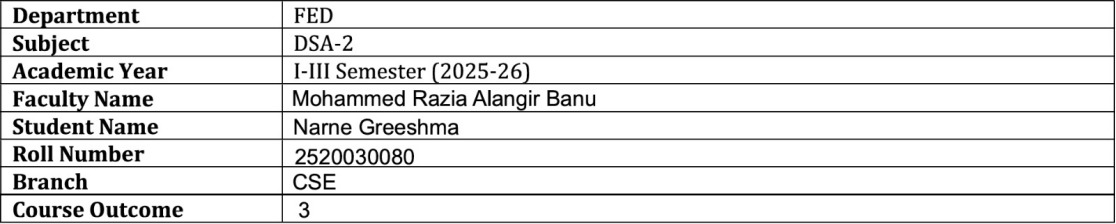 Department FED
Subject DSA-2
Academic Year I-III Semester (2025-26)
Faculty Name Mohammed Razia Alangir Banu
Student Name Narne Greeshma
Roll Number 2520030080
Branch CSE
Course Outcome 3